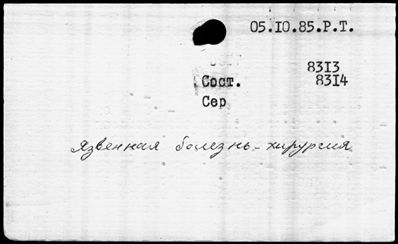 05.10.85.Р.Т.
8313
Сост. 8314
Сер
язвенная болезнь - хирургия